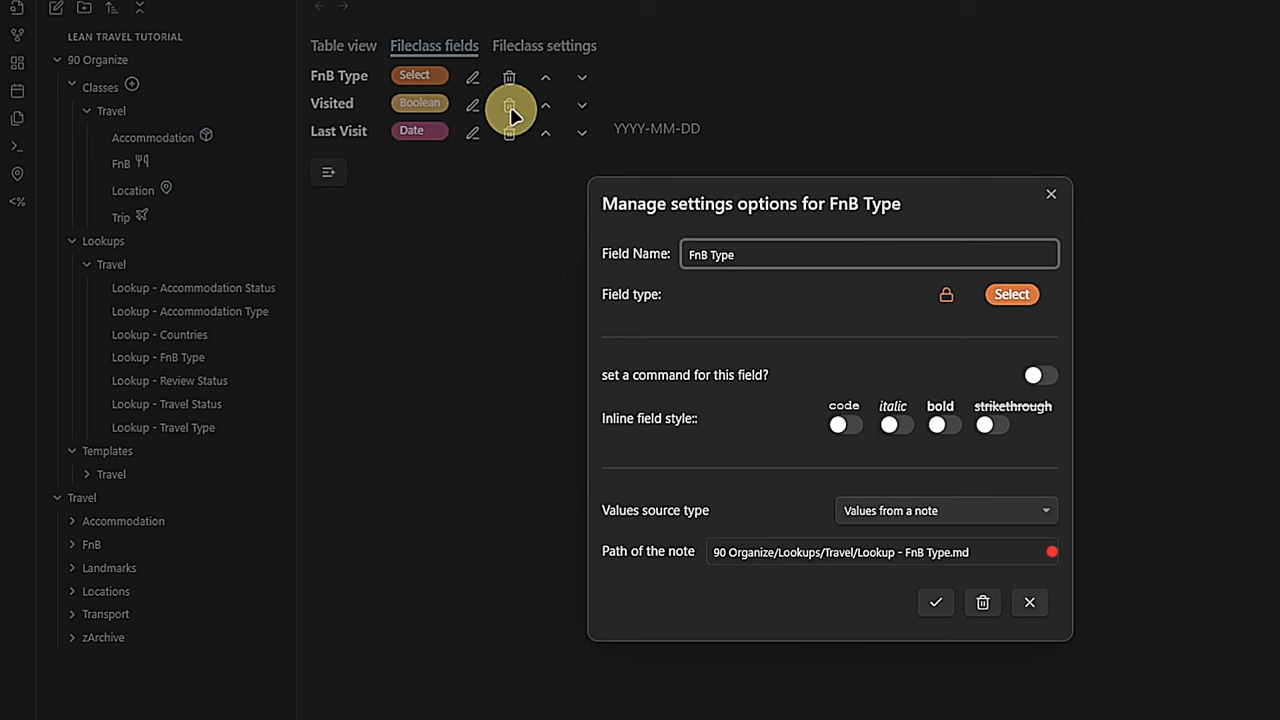 LEAN TRAVEL TUTORIAL
90 Organize
Classes
Travel
Accommodation
FnB
Location
Trip
Lookups
Travel
Lookup - Accommodation Status
Lookup - Accommodation Type
Lookup - Countries
Lookup - FnB Type
Lookup - Review Status
Lookup - Travel Status
Lookup - Travel Type
Templates
Travel
Travel
Accommodation
FnB
Landmarks
Locations
Transport
zArchive
<%
Table view Fileclass fields Fileclass settings
FnB Type Select
Visited Boolean
Last Visit Date YYYY-MM-DD
Manage settings options for FnB Type
Field Name: FnB Type
Field type: Select
set a command for this field?
code italic bold strikethrough
Inline field style::
Values source type Values from a note
Path of the note 90 Organize/Lookups/Travel/Lookup - FnB Type.md